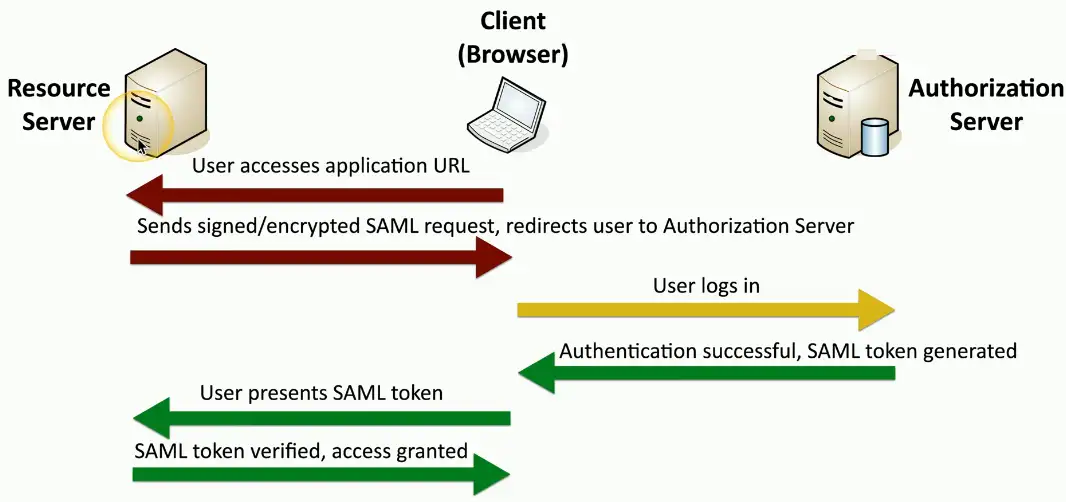 Client
(Browser)
Resource
Server
Authorization
Server
User accesses application URL
Sends signed/encrypted SAML request, redirects user to Authorization Server
User logs in
Authentication successful, SAML token generated
User presents SAML token
SAML token verified, access granted